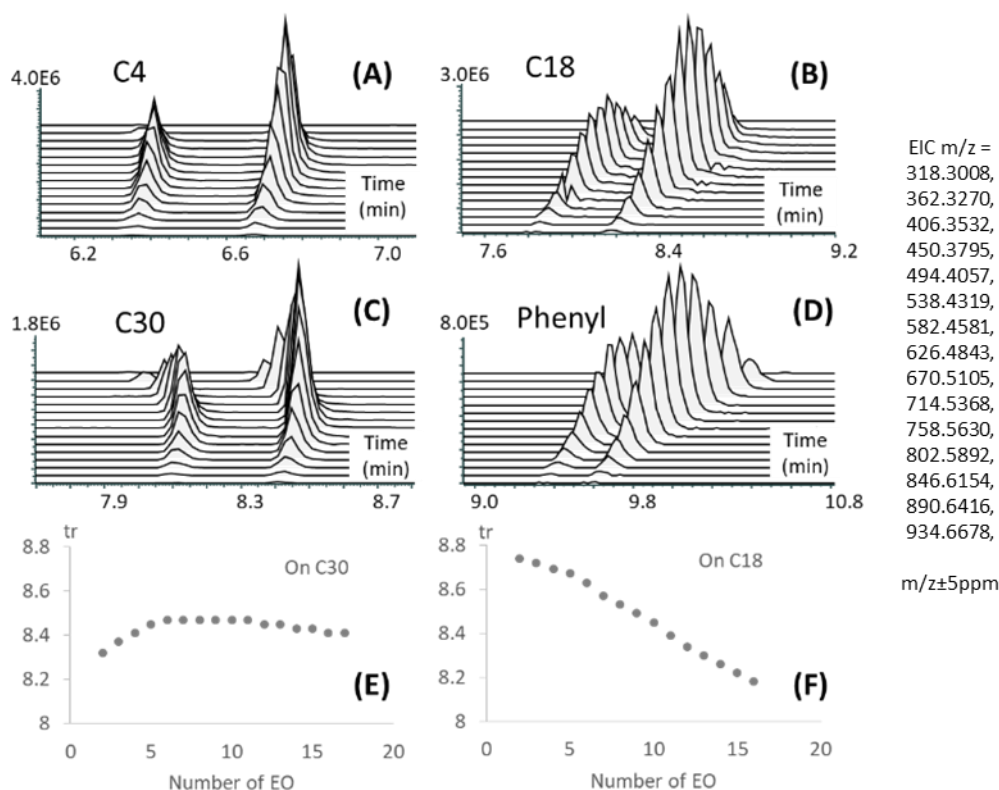 4.0E6
C4
(A)
Time
(min)
6.2
6.6
7.0
3.0E6
C18
(B)
Time
(min)
7.6
8.4
9.2
1.8E6
C30
(C)
Time
(min)
7.9
8.3
8.7
8.0E5
Phenyl
(D)
Time
(min)
9.0
9.8
10.8
EIC m/z =
318.3008,
362.3270,
406.3532,
450.3795,
494.4057,
538.4319,
582.4581,
626.4843,
670.5105,
714.5368,
758.5630,
802.5892,
846.6154,
890.6416,
934.6678,
m/z±5ppm
tr
8.8
8.6
8.4
8.2
8
On C30
(E)
0
5
10
15
20
Number of EO
8.8
8.6
8.4
8.2
8
On C18
(F)
0
5
10
15
20
Number of EO